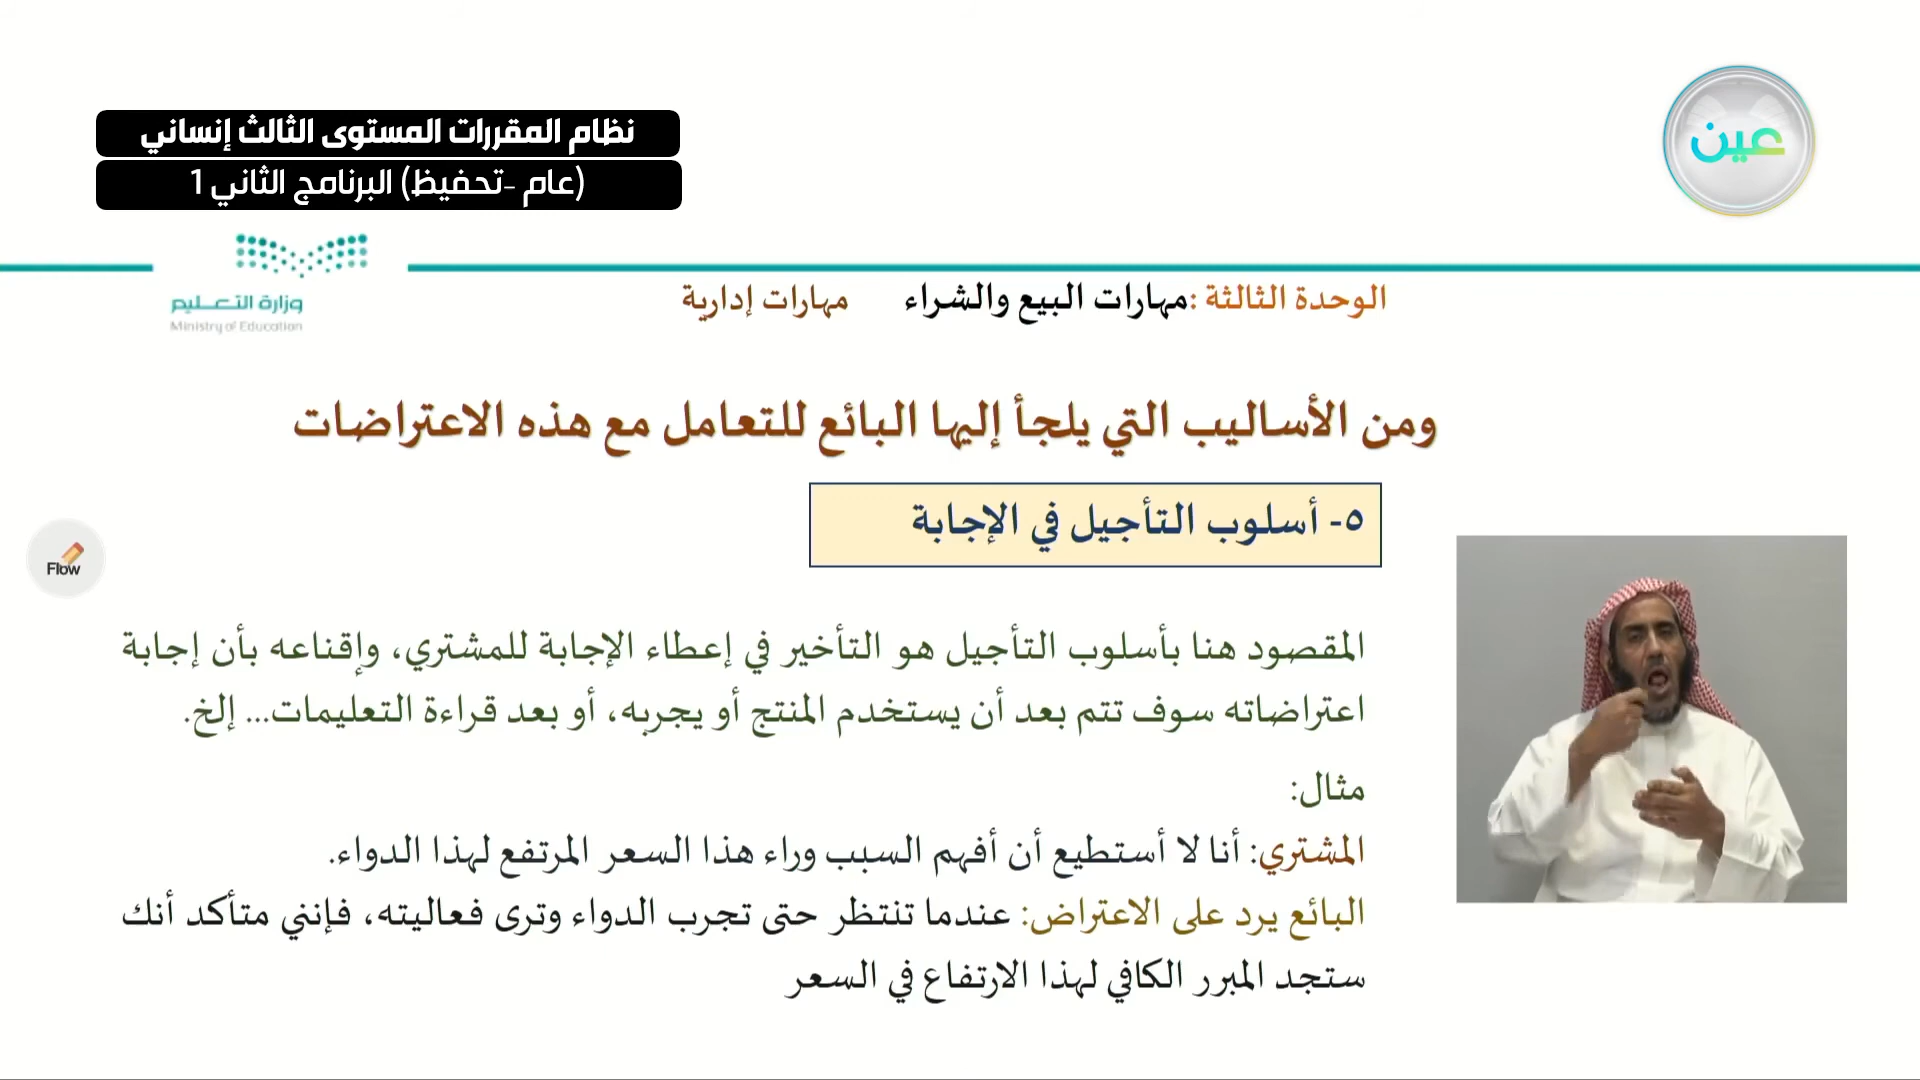 نظام المقررات المستوى الثالث إنساني
(عام -تحفيظ) البرنامج الثاني 1
عين
وزارة التعليم
Ministry of Education
الوحدة الثالثة :مهارات البيع والشراء مهارات إدارية
ومن الأساليب التي يلجأ إليها البائع للتعامل مع هذه الاعتراضات
٥- أسلوب التأجيل في الإجابة
Flow
المقصود هنا بأسلوب التأجيل هو التأخير في إعطاء الإجابة للمشتري، وإقناعه بأن إجابة
اعتراضاته سوف تتم بعد أن يستخدم المنتج أو يجربه، أو بعد قراءة التعليمات... إلخ.
مثال:
المشتري: أنا لا أستطيع أن أفهم السبب وراء هذا السعر المرتفع لهذا الدواء.
البائع يرد على الاعتراض: عندما تنتظر حتى تجرب الدواء وترى فعاليته، فإنني متأكد أنك
ستجد المبرر الكافي لهذا الارتفاع في السعر